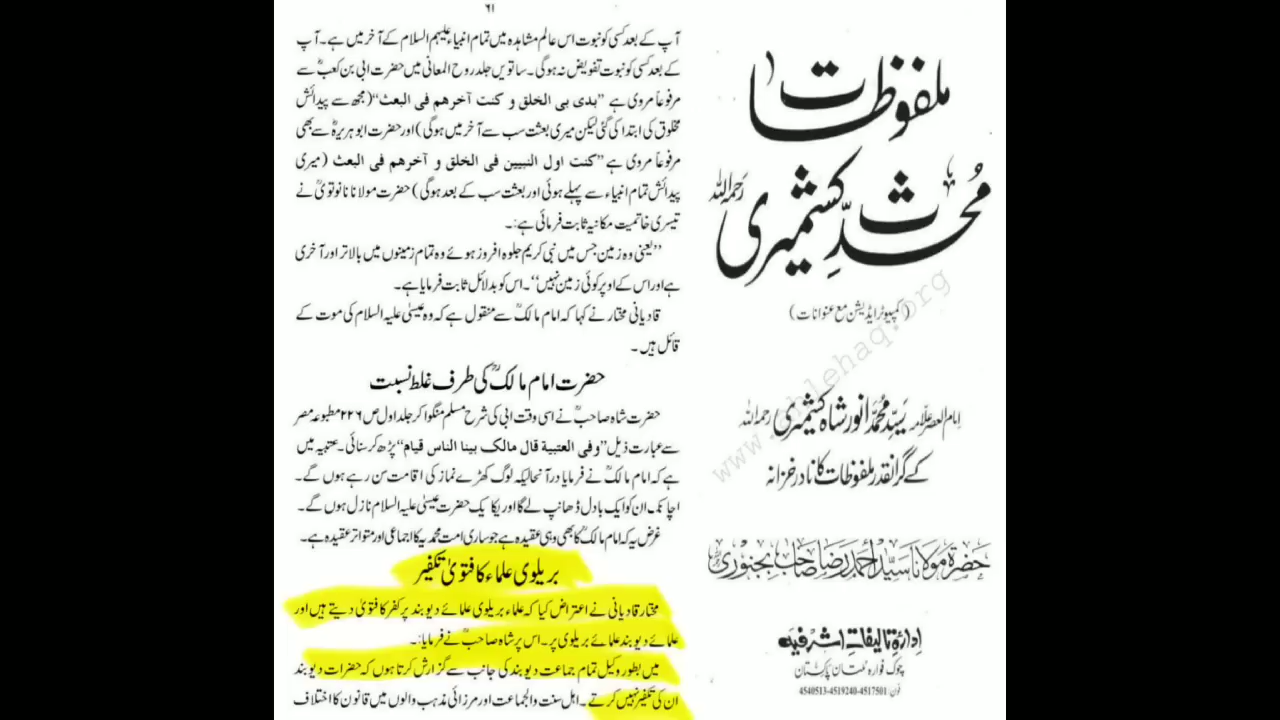 ملفوظات
محدث کشمیری رحمہ اللہ
(کمپیوٹر ایڈیشن مع عنوانات)
امام العصر علامہ سید محمد انور شاہ کشمیری رحمہ اللہ
کے گرانقدر ملفوظات کا نادر خزانہ
حضرۃ مولانا سید احمد رضا صاحب بجنوری
ادارہ تالیفات اشرفیہ
چوک فوارہ ملتان پاکستان
فون: 4540513-4519240-4517501
۶۱
آپ کے بعد کسی کو نبوت اس عالم مشاہدہ میں تمام انبیاء علیہم السلام کے آخر میں ہے۔ آپ
کے بعد کسی کو نبوت تفویض نہ ہوگی۔ ساتویں جلد روح المعانی میں حضرت ابی بن کعبؓ سے
مرفوعاً مروی ہے "بدی بی الخلق و کنت آخرهم فی البعث" (مجھ سے پیدائش
مخلوق کی ابتدا کی گئی لیکن میری بعثت سب سے آخر میں ہوگی) اور حضرت ابو ہریرہؓ سے بھی
مرفوعاً مروی ہے "کنت اول النبیین فی الخلق و آخرهم فی البعث (میری
پیدائش تمام انبیاء سے پہلے ہوئی اور بعثت سب کے بعد ہوگی) حضرت مولانا نانوتویؒ نے
تیسری خاتمیت مکانیہ ثابت فرمائی ہے:۔
"یعنی وہ زمین جس میں نبی کریم جلوہ افروز ہوئے وہ تمام زمینوں میں بالاتر اور آخری
ہے اور اس کے اوپر کوئی زمین نہیں"۔ اس کو بدلائل ثابت فرمایا ہے۔
قادیانی مختار نے کہا کہ امام مالکؒ سے منقول ہے کہ وہ عیسیٰ علیہ السلام کی موت کے
قائل ہیں۔
حضرت امام مالکؒ کی طرف غلط نسبت
حضرت شاہ صاحبؒ نے اسی وقت ابی کی شرح مسلم منگوا کر جلد اول ص ۲۲۶ مطبوعہ مصر
سے عبارت ذیل "وفی العتبیة قال مالک بینا الناس قیام" پڑھ کر سنائی۔ عتبیہ میں
ہے کہ امام مالکؒ نے فرمایا درآنحالیکہ لوگ کھڑے نماز کی اقامت سن رہے ہوں گے۔
اچانک ان کو ایک بادل ڈھانپ لے گا اور یکایک حضرت عیسیٰ علیہ السلام نازل ہوں گے۔
غرض یہ کہ امام مالکؒ کا بھی وہی عقیدہ ہے جو ساری امت محمدیہ کا اجماعی اور متواتر عقیدہ ہے۔
بریلوی علماء کا فتویٰ تکفیر
مختار قادیانی نے اعتراض کیا کہ علماء بریلوی علمائے دیوبند پر کفر کا فتویٰ دیتے ہیں اور
علمائے دیوبند علمائے بریلوی پر۔ اس پر شاہ صاحبؒ نے فرمایا:۔
میں بطور وکیل تمام جماعت دیوبند کی جانب سے گزارش کرتا ہوں کہ حضرات دیوبند
ان کی تکفیر نہیں کرتے۔ اہل سنت والجماعت اور مرزائی مذہب والوں میں قانون کا اختلاف